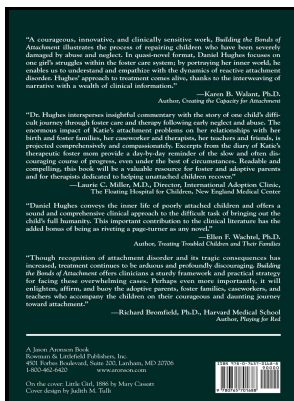 “A courageous, innovative, and clinically sensitive work, Building the Bonds of
Attachment illustrates the process of repairing children who have been severely
damaged by abuse and neglect. In quasi-novel format, Daniel Hughes focuses on
one girl's struggles within the foster care system; by portraying her inner world, he
enables us to understand and empathize with the dynamics of reactive attachment
disorder. Hughes' approach to treatment comes alive, thanks to the interweaving of
narrative with a wealth of clinical information.”
—Karen B. Walant, Ph.D.
Author, Creating the Capacity for Attachment
“Dr. Hughes intersperses insightful commentary with the story of one child's diffi-
cult journey through foster care and therapy following early neglect and abuse. The
enormous impact of Katie's attachment problems on her relationships with her
birth and foster families, her caseworker and therapists, her teachers and friends, is
projected comprehensively and compassionately. Excerpts from the diary of Katie's
therapeutic foster mom provide a day-by-day reminder of the slow and often dis-
couraging course of progress, even under the best of circumstances. Readable and
compelling, this book will be a valuable resource for foster and adoptive parents
and for therapists dedicated to helping unattached children recover.”
—Laurie C. Miller, M.D., Director, International Adoption Clinic,
The Floating Hospital for Children, New England Medical Center
“Daniel Hughes conveys the inner life of poorly attached children and offers a
sound and comprehensive clinical approach to the difficult task of bringing out the
child's full humanity. This important contribution to the clinical literature has the
added bonus of being as riveting a page-turner as any novel.”
—Ellen F. Wachtel, Ph.D.
Author, Treating Troubled Children and Their Families
“Though recognition of attachment disorder and its tragic consequences has
increased, treatment continues to be arduous and profoundly discouraging. Building
the Bonds of Attachment offers clinicians a sturdy framework and practical strategy
for facing these overwhelming cases. Perhaps even more importantly, it will
enlighten, affirm, and buoy the adoptive parents, foster families, caseworkers, and
teachers who accompany the children on their courageous and daunting journey
toward attachment.”
—Richard Bromfield, Ph.D., Harvard Medical School
Author, Playing for Real
A Jason Aronson Book
Rowman & Littlefield Publishers, Inc.
4501 Forbes Boulevard, Suite 200, Lanham, MD 20706
1-800-462-6420 www.aronson.com
On the cover: Little Girl, 1886 by Mary Cassatt
Cover design by Judith M. Tulli
90000
9 780765 701688